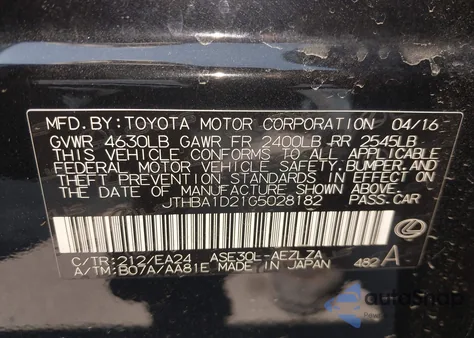 MFD. BY: TOYOTA MOTOR CORPORATION 04/16
GVWR 4630LB GAWR FR 2400LB RR 2545LB
THIS VEHICLE CONFORMS TO ALL APPLICABLE
FEDERAL MOTOR VEHICLE SAFETY, BUMPER, AND
THEFT PREVENTION STANDARDS IN EFFECT ON
THE DATE OF MANUFACTURE SHOWN ABOVE.
JTHBA1D21G5028182 PASS. CAR
C/TR: 212/EA24 ASE30L-AEZLZA
A/TM: B07A/AA81E MADE IN JAPAN 482 A
autoSnap